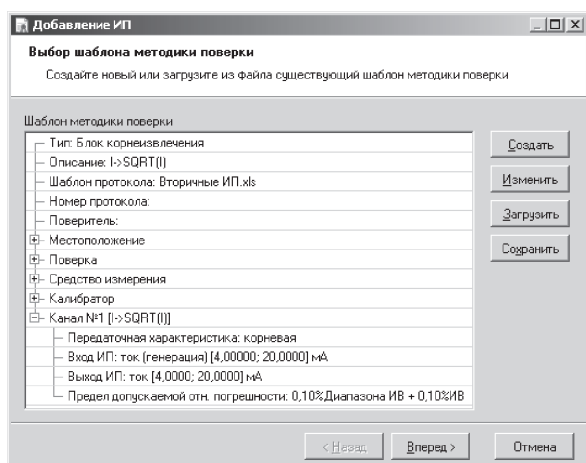 Добавление ИП
Выбор шаблона методики поверки
Создайте новый или загрузите из файла существующий шаблон методики поверки
Шаблон методики поверки
Тип: Блок корнеизвлечения
Описание: I->SQRT(I)
Шаблон протокола: Вторичные ИП.xls
Номер протокола:
Поверитель:
Местоположение
Поверка
Средство измерения
Калибратор
Канал №1 [I->SQRT(I)]
Передаточная характеристика: корневая
Вход ИП: ток (генерация) [4,00000; 20,0000] мА
Выход ИП: ток [4,0000; 20,0000] мА
Предел допускаемой отн. погрешности: 0,10%Диапазона ИВ + 0,10%ИВ
Создать
Изменить
Загрузить
Сохранить
< Назад
Вперед >
Отмена